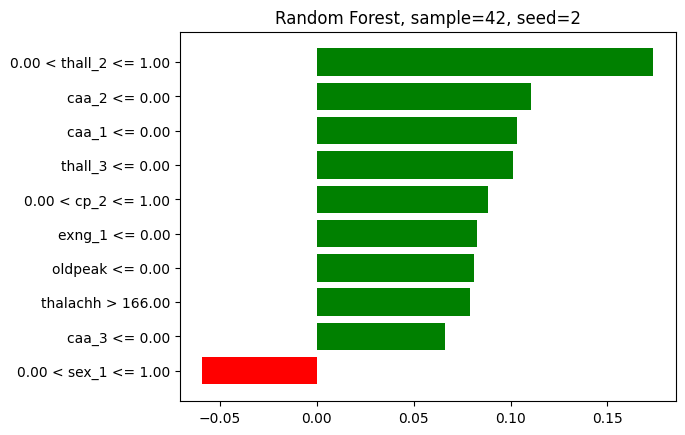 Random Forest, sample=42, seed=2
0.00 < thall_2 <= 1.00
caa_2 <= 0.00
caa_1 <= 0.00
thall_3 <= 0.00
0.00 < cp_2 <= 1.00
exng_1 <= 0.00
oldpeak <= 0.00
thalachh > 166.00
caa_3 <= 0.00
0.00 < sex_1 <= 1.00
−0.05 0.00 0.05 0.10 0.15